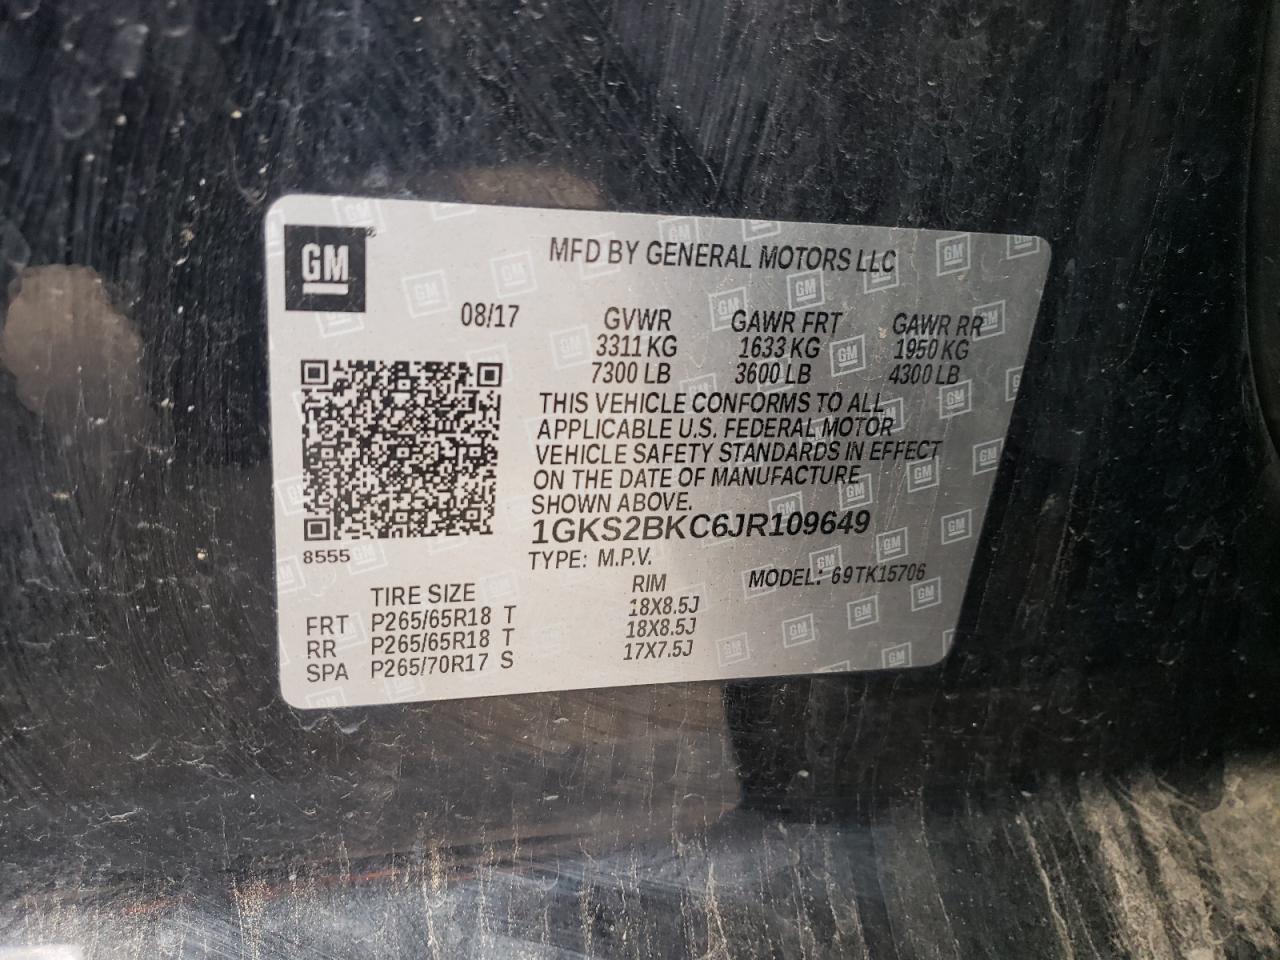 GM
MFD BY GENERAL MOTORS LLC
08/17 GVWR GAWR FRT GAWR RR
3311 KG 1633 KG 1950 KG
7300 LB 3600 LB 4300 LB
THIS VEHICLE CONFORMS TO ALL
APPLICABLE U.S. FEDERAL MOTOR
VEHICLE SAFETY STANDARDS IN EFFECT
ON THE DATE OF MANUFACTURE
SHOWN ABOVE.
1GKS2BKC6JR109649
8555
TYPE: M.P.V. MODEL: 69TK15706
TIRE SIZE RIM
FRT P265/65R18 T 18X8.5J
RR P265/65R18 T 18X8.5J
SPA P265/70R17 S 17X7.5J